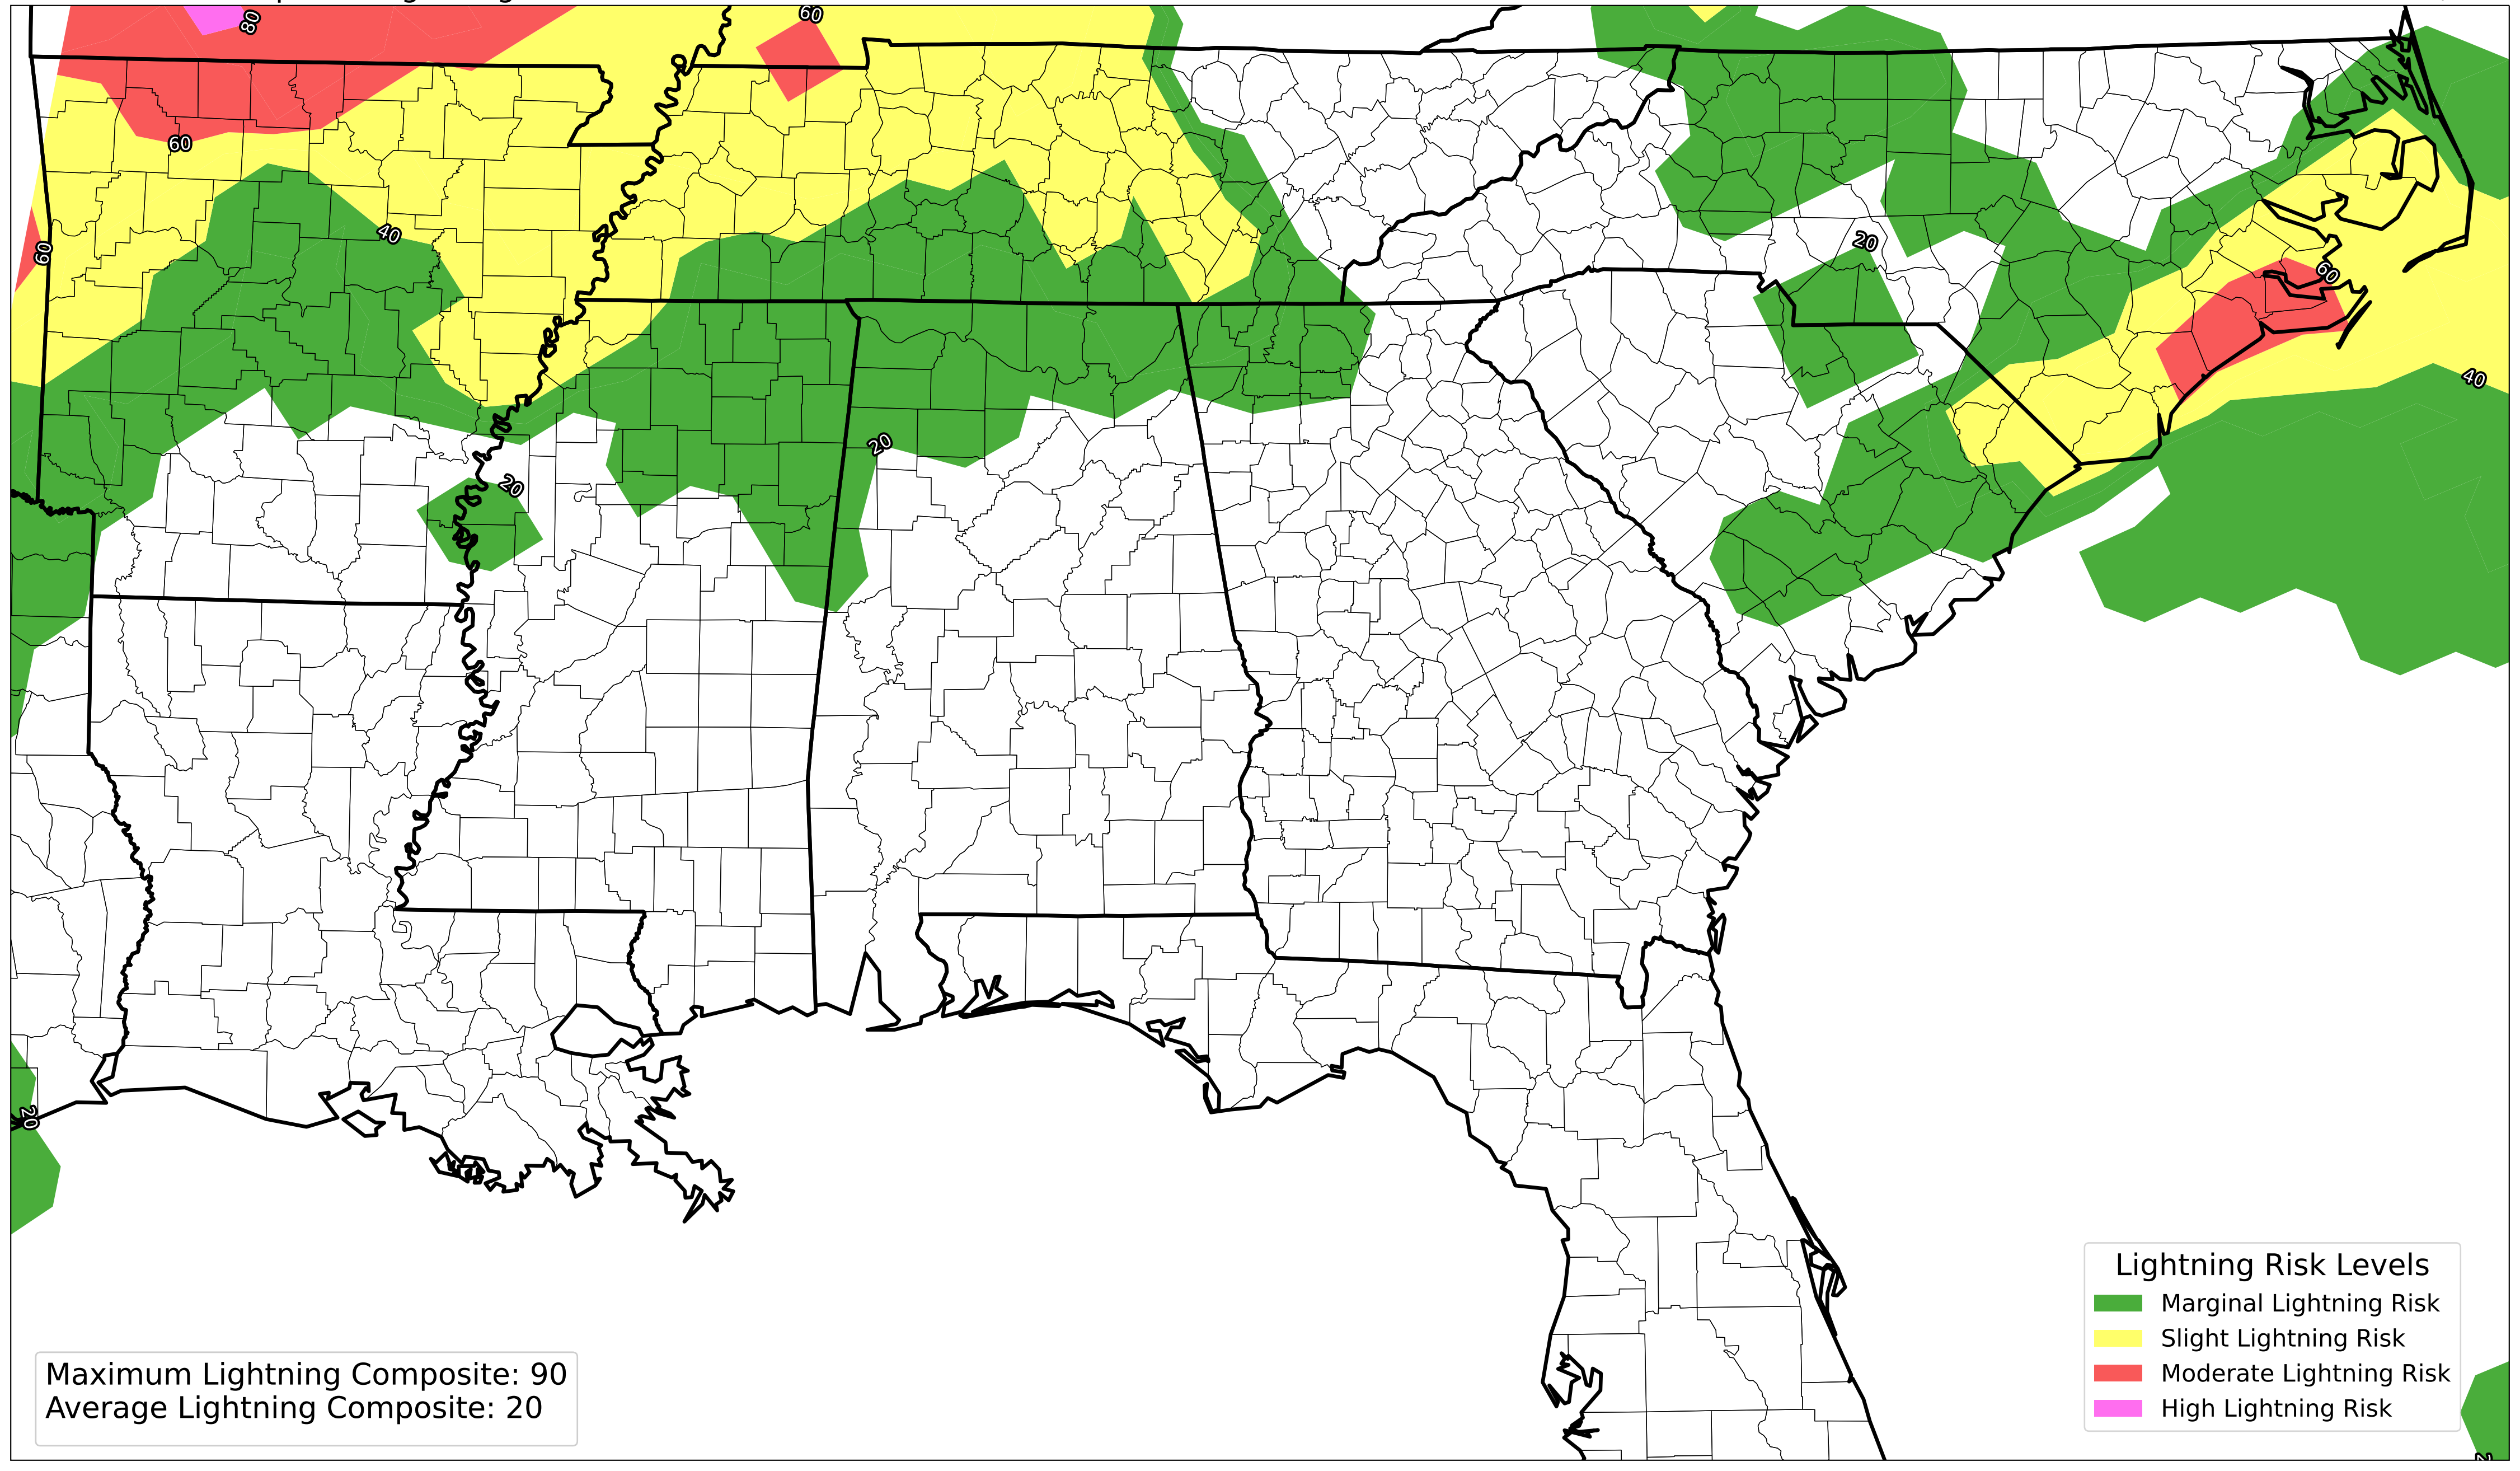 80
60
60
40
60
20
60
40
20
20
20
Lightning Risk Levels
Marginal Lightning Risk
Slight Lightning Risk
Moderate Lightning Risk
High Lightning Risk
Maximum Lightning Composite: 90
Average Lightning Composite: 20